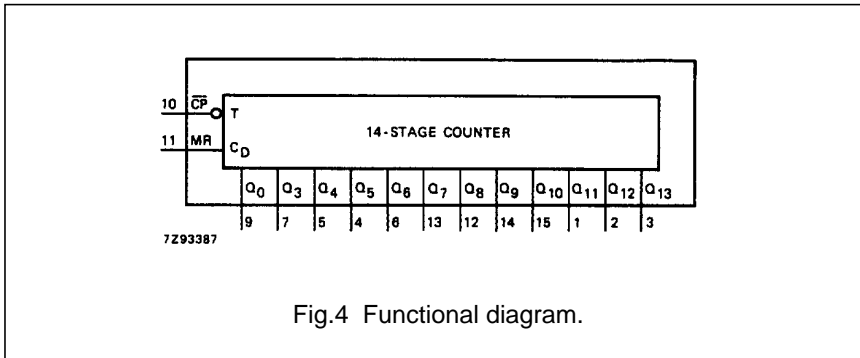 10 C̅P̅ T
14-STAGE COUNTER
11 MR C_D
Q0 Q3 Q4 Q5 Q6 Q7 Q8 Q9 Q10 Q11 Q12 Q13
9 7 5 4 6 13 12 14 15 1 2 3
7Z93387
Fig.4 Functional diagram.